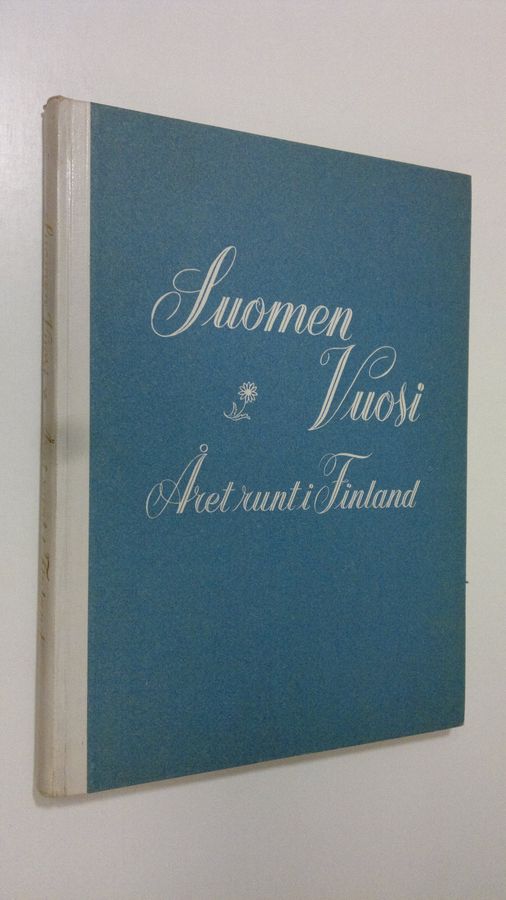 Suomen
Vuosi
Året runt i Finland